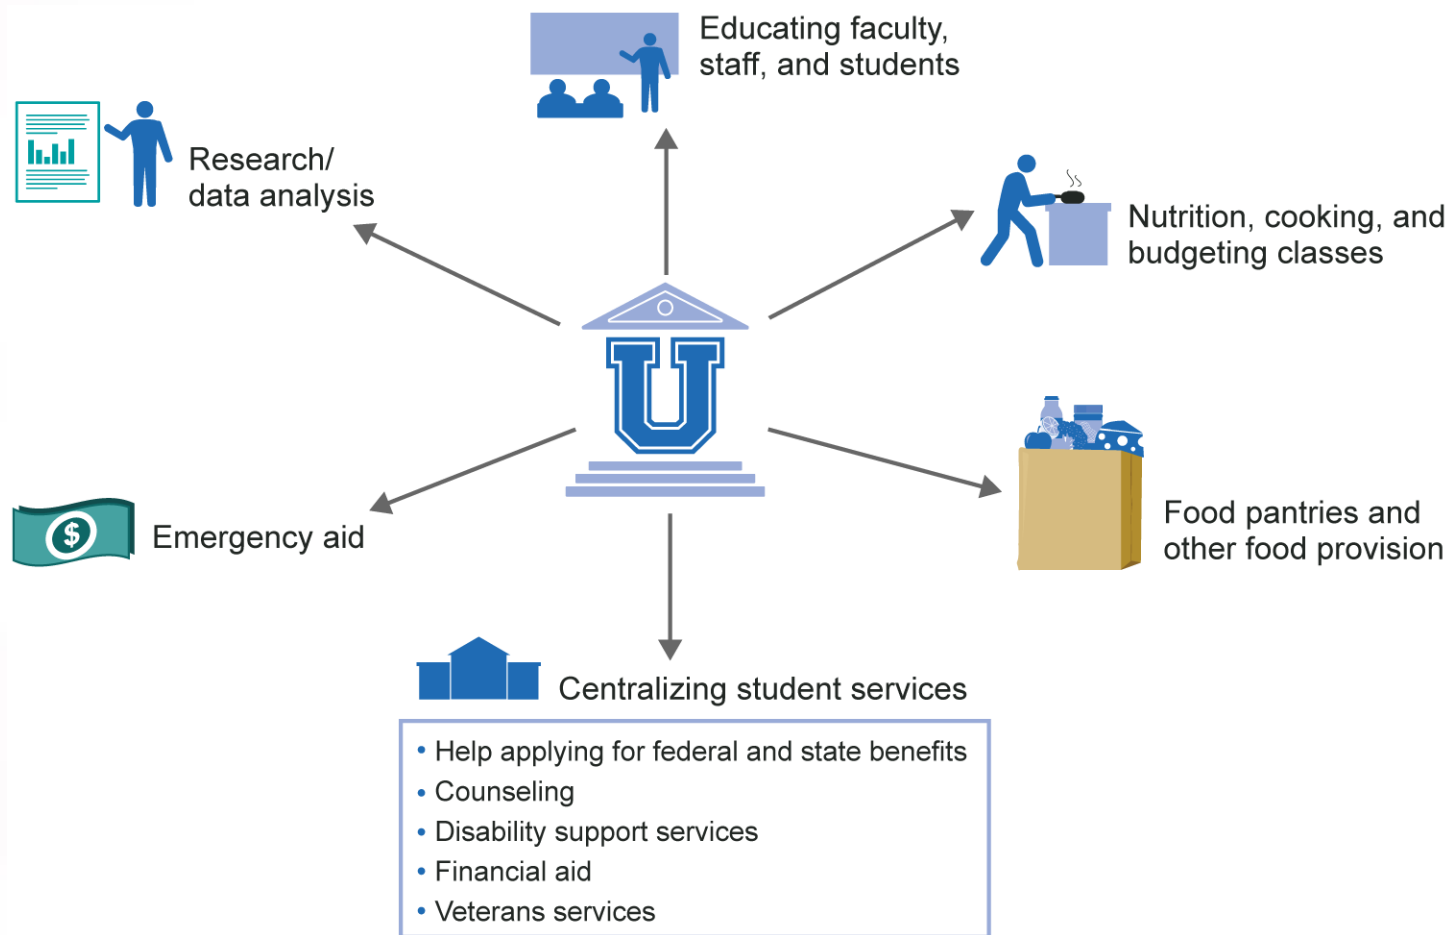 Educating faculty,
staff, and students
Research/
data analysis
Nutrition, cooking, and
budgeting classes
U
$
Emergency aid
Food pantries and
other food provision
Centralizing student services
• Help applying for federal and state benefits
• Counseling
• Disability support services
• Financial aid
• Veterans services